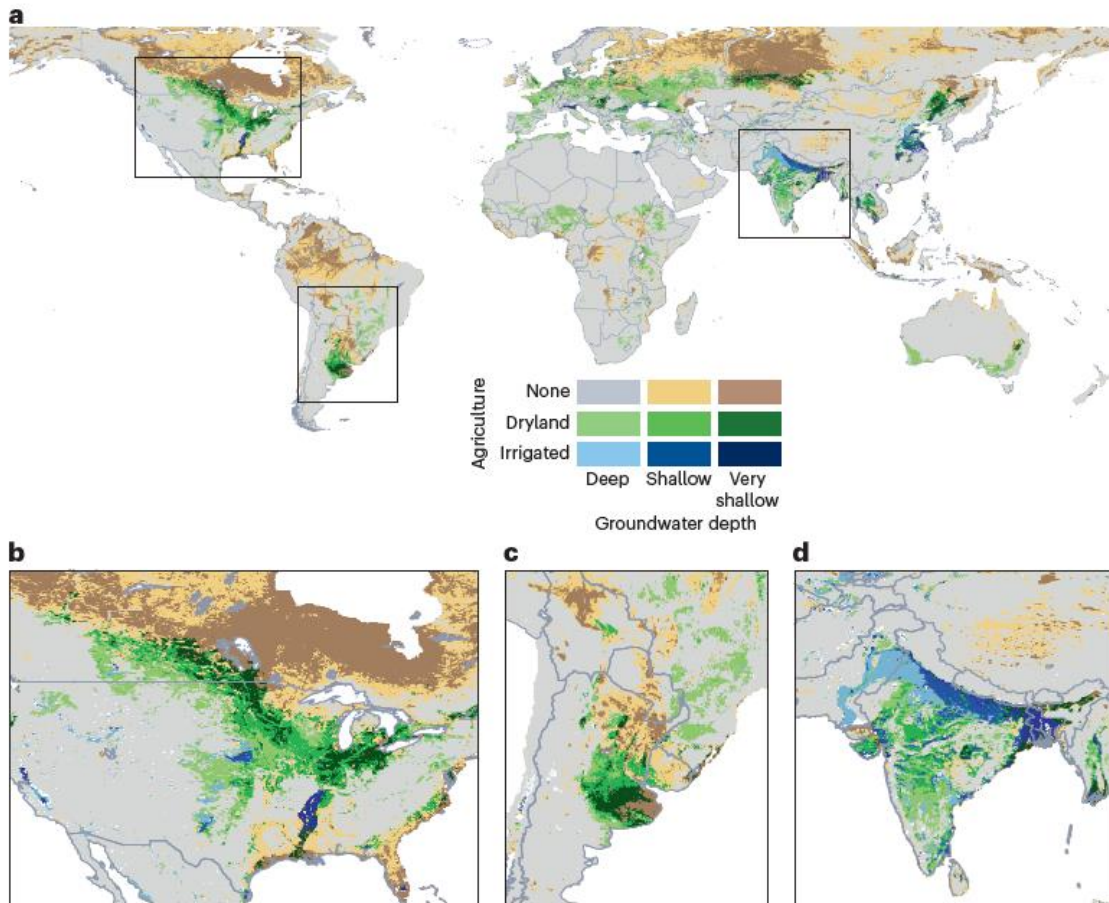 a
Agriculture
None
Dryland
Irrigated
Deep
Shallow
Very
shallow
Groundwater depth
b
c
d